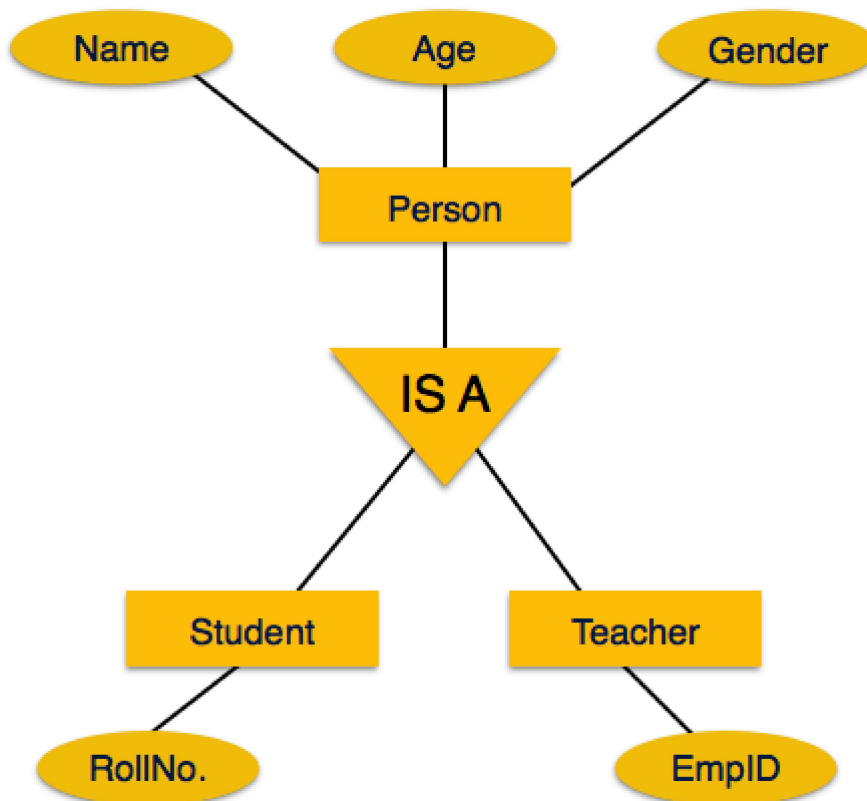 Name
Age
Gender
Person
IS A
Student
Teacher
RollNo.
EmpID